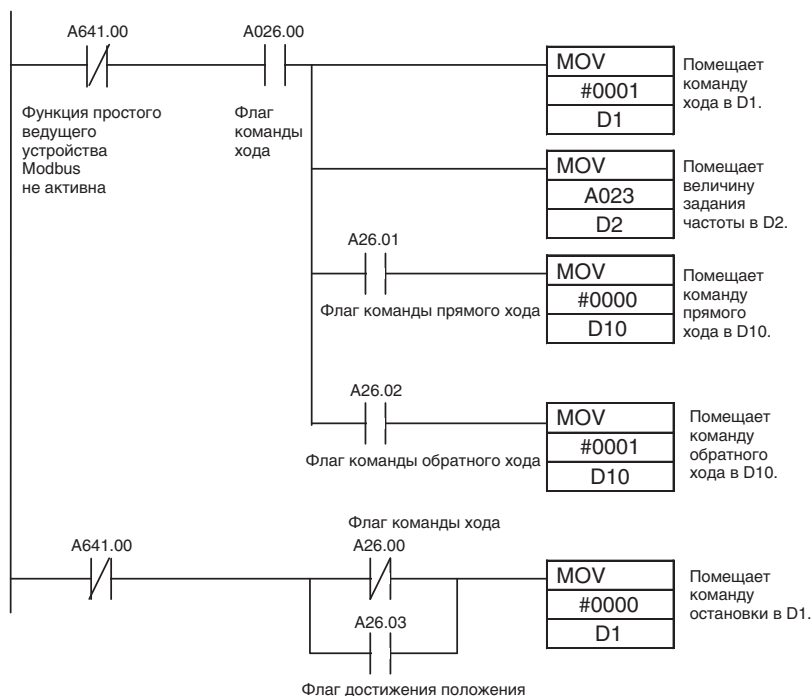 A641.00
A026.00
Функция простого
ведущего
устройства
Modbus
не активна
Флаг
команды
хода
MOV
#0001
D1
Помещает
команду
хода в D1.
MOV
A023
D2
Помещает
величину
задания
частоты в D2.
A26.01
Флаг команды прямого хода
MOV
#0000
D10
Помещает
команду
прямого
хода в D10.
A26.02
Флаг команды обратного хода
MOV
#0001
D10
Помещает
команду
обратного
хода в D10.
Флаг команды хода
A641.00
A26.00
MOV
#0000
D1
Помещает
команду
остановки в D1.
A26.03
Флаг достижения положения